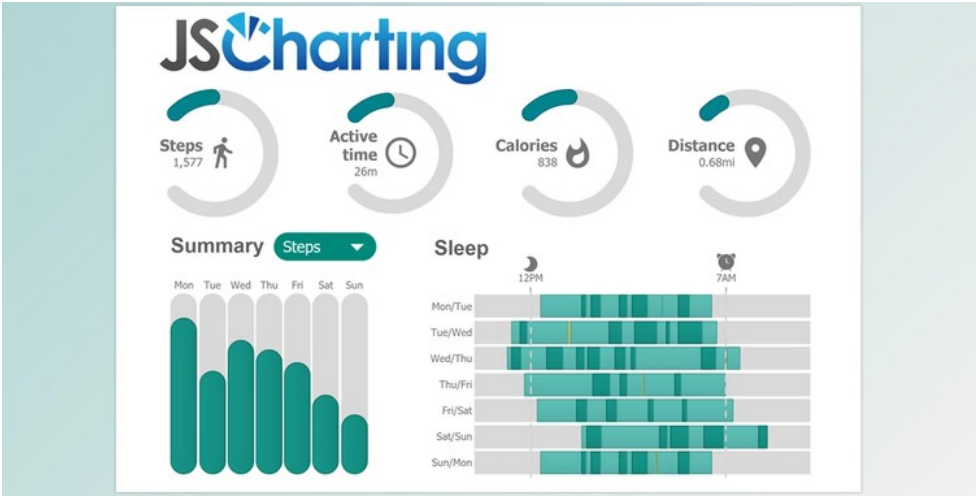 JSCharting
Steps
1,577
Active
time
26m
Calories
838
Distance
0.68mi
Summary
Steps
Mon Tue Wed Thu Fri Sat Sun
Sleep
12PM 7AM
Mon/Tue
Tue/Wed
Wed/Thu
Thu/Fri
Fri/Sat
Sat/Sun
Sun/Mon